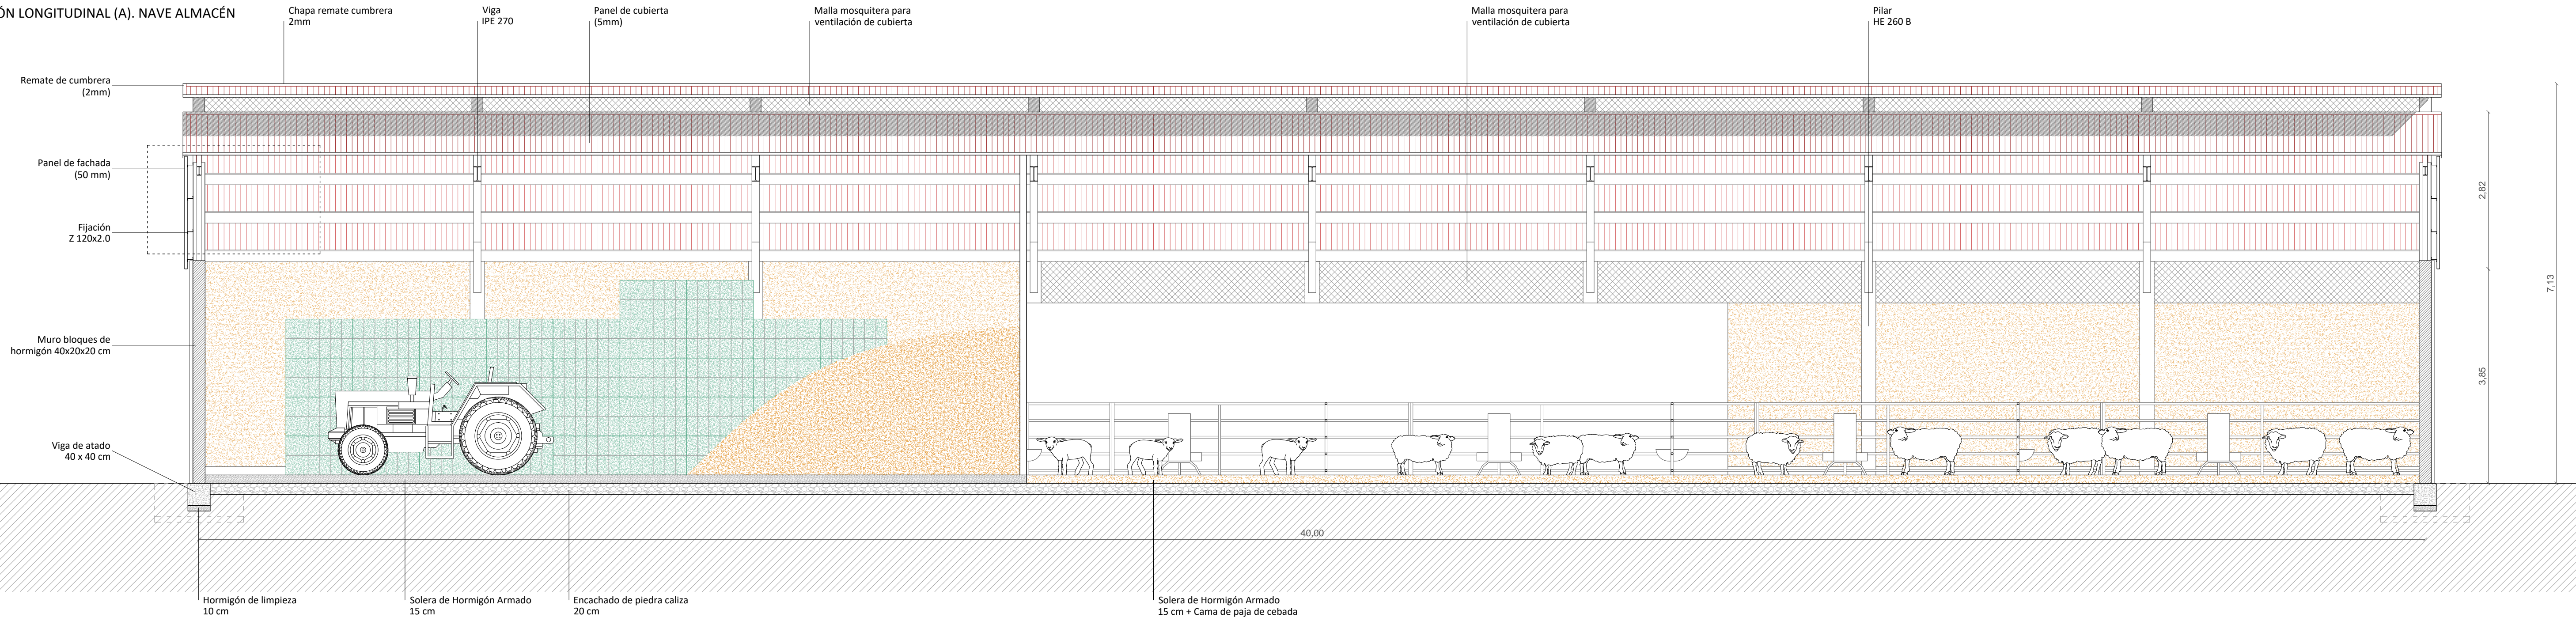 ÓN LONGITUDINAL (A). NAVE ALMACÉN
Chapa remate cumbrera
2mm
Viga
IPE 270
Panel de cubierta
(5mm)
Malla mosquitera para
ventilación de cubierta
Malla mosquitera para
ventilación de cubierta
Pilar
HE 260 B
Remate de cumbrera
(2mm)
Panel de fachada
(50 mm)
Fijación
Z 120x2.0
Muro bloques de
hormigón 40x20x20 cm
Viga de atado
40 x 40 cm
2,82
7,13
3,85
40,00
Hormigón de limpieza
10 cm
Solera de Hormigón Armado
15 cm
Encachado de piedra caliza
20 cm
Solera de Hormigón Armado
15 cm + Cama de paja de cebada